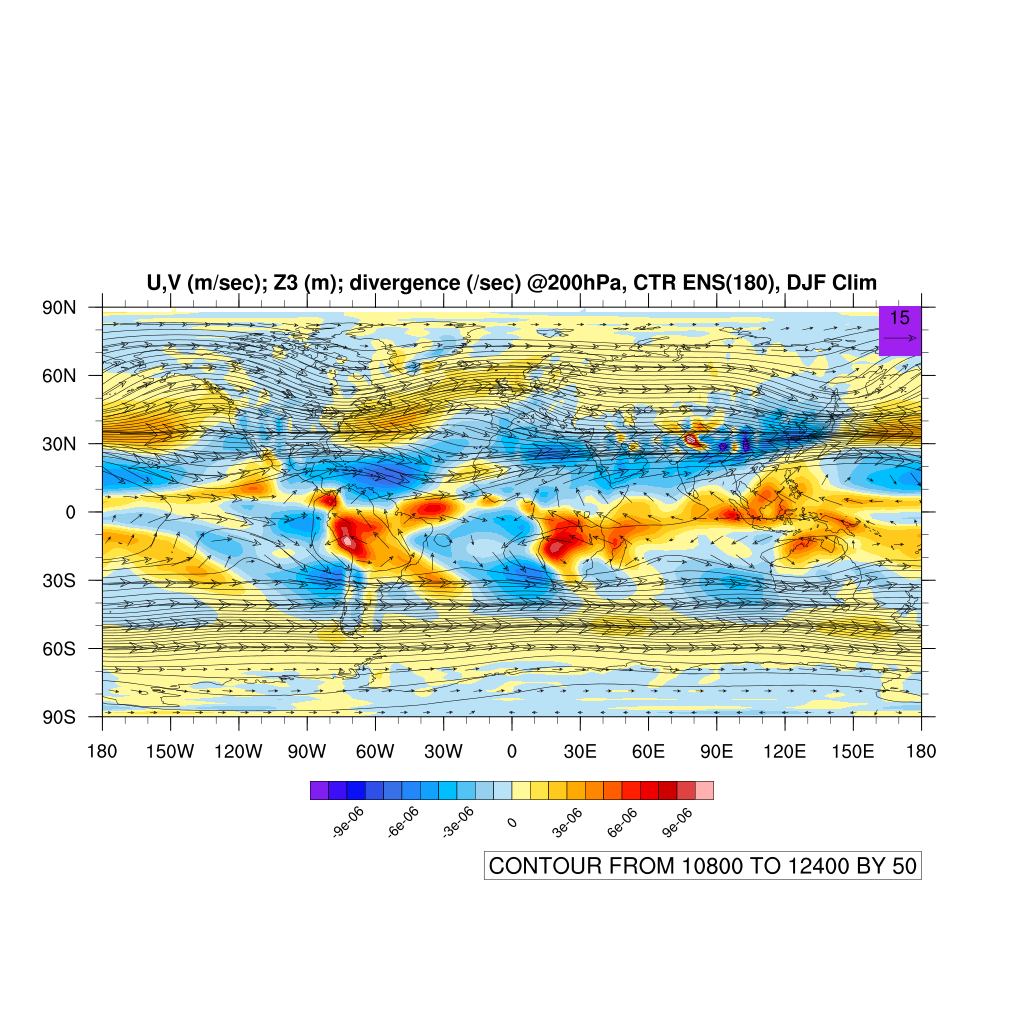 U,V (m/sec); Z3 (m); divergence (/sec) @200hPa, CTR ENS(180), DJF Clim
90N
15
60N
30N
0
30S
60S
90S
180 150W 120W 90W 60W 30W 0 30E 60E 90E 120E 150E 180
-9e-06 -6e-06 -3e-06 0 3e-06 6e-06 9e-06
CONTOUR FROM 10800 TO 12400 BY 50